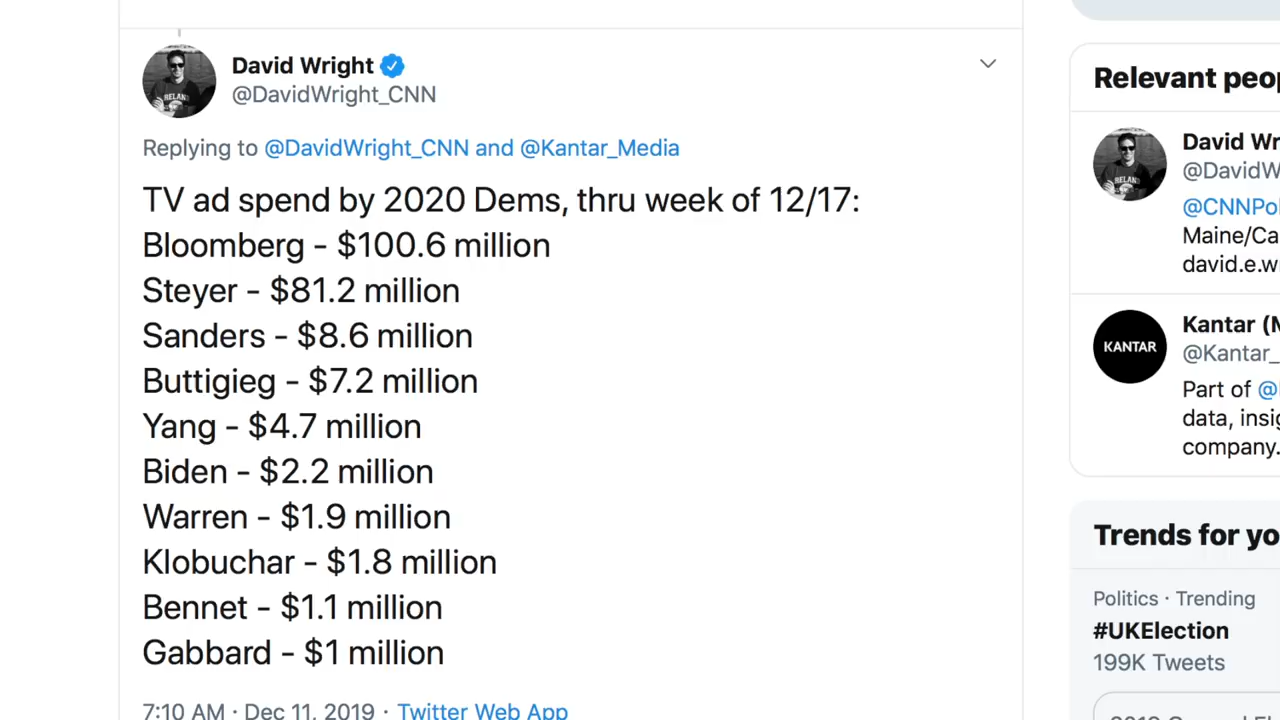 David Wright
@DavidWright_CNN
Replying to @DavidWright_CNN and @Kantar_Media
TV ad spend by 2020 Dems, thru week of 12/17:
Bloomberg - $100.6 million
Steyer - $81.2 million
Sanders - $8.6 million
Buttigieg - $7.2 million
Yang - $4.7 million
Biden - $2.2 million
Warren - $1.9 million
Klobuchar - $1.8 million
Bennet - $1.1 million
Gabbard - $1 million
7:10 AM · Dec 11, 2019 · Twitter Web App
Relevant peop
David Wr
@DavidW
@CNNPol
Maine/Ca
david.e.w
Kantar (M
@Kantar_
Part of @
data, insig
company.
KANTAR
Trends for yo
Politics · Trending
#UKElection
199K Tweets